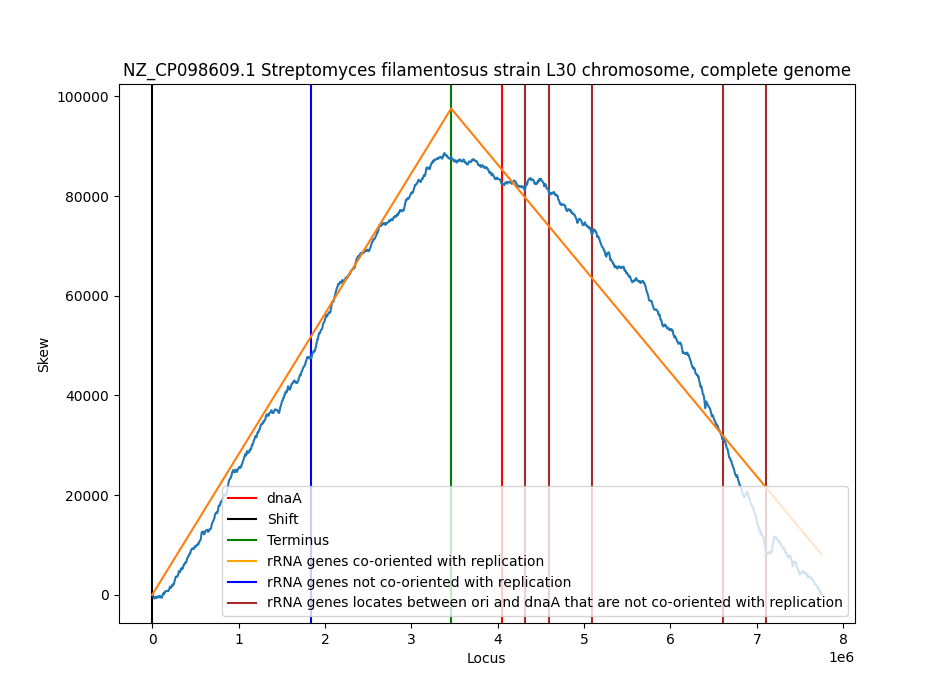 NZ_CP098609.1 Streptomyces filamentosus strain L30 chromosome, complete genome
100000
80000
60000
40000
20000
0
Skew
dnaA
Shift
Terminus
rRNA genes co-oriented with replication
rRNA genes not co-oriented with replication
rRNA genes locates between ori and dnaA that are not co-oriented with replication
0 1 2 3 4 5 6 7 8
1e6
Locus